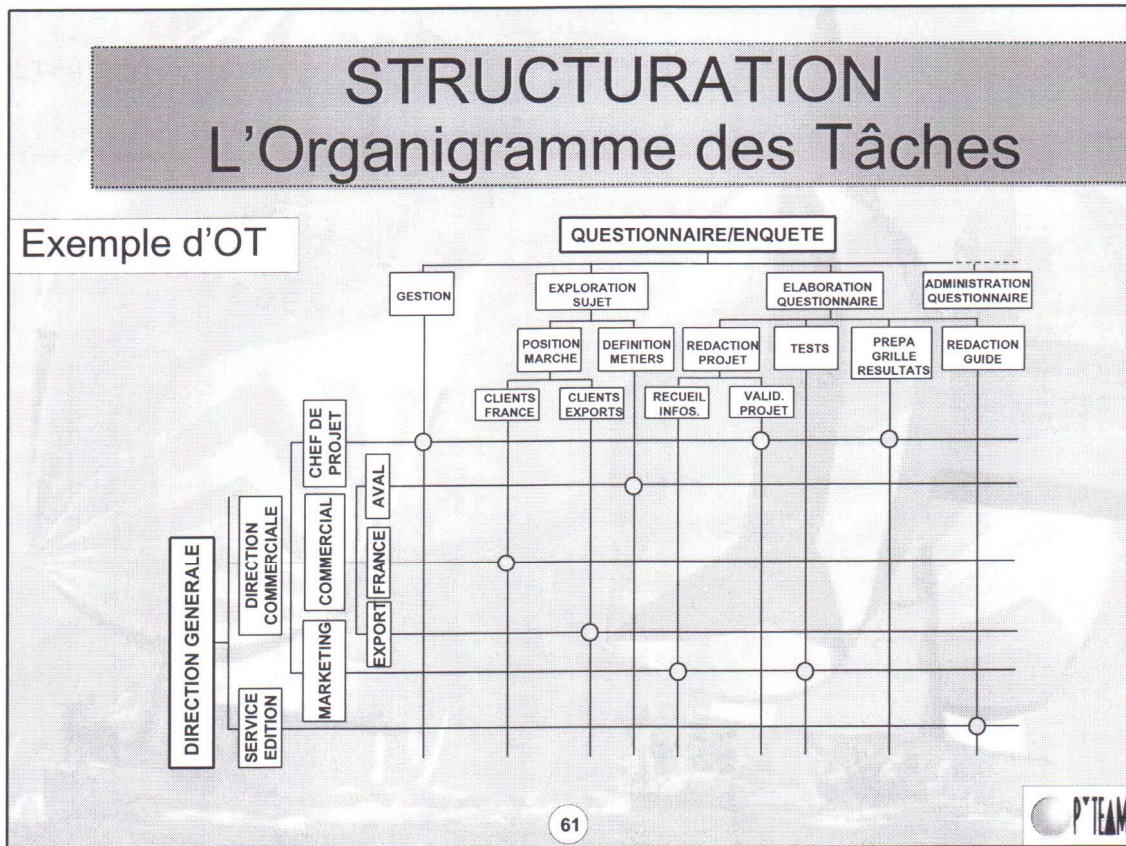 STRUCTURATION
L'Organigramme des Tâches
Exemple d'OT
QUESTIONNAIRE/ENQUETE
GESTION
EXPLORATION
SUJET
ELABORATION
QUESTIONNAIRE
ADMINISTRATION
QUESTIONNAIRE
POSITION
MARCHE
DEFINITION
METIERS
REDACTION
PROJET
TESTS
PREPA
GRILLE
RESULTATS
REDACTION
GUIDE
CLIENTS
FRANCE
CLIENTS
EXPORTS
RECUEIL
INFOS.
VALID.
PROJET
DIRECTION GENERALE
DIRECTION
COMMERCIALE
SERVICE
EDITION
CHEF DE
PROJET
COMMERCIAL
MARKETING
AVAL
FRANCE
EXPORT
61
P'TEAM